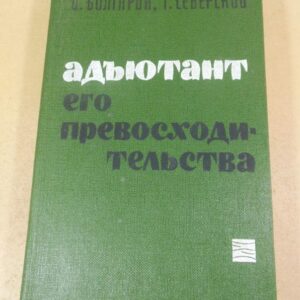 И. БОЛГАРИН, Г. СЕВЕРСКИЙ
адъютант
его
превосходи-
тельства